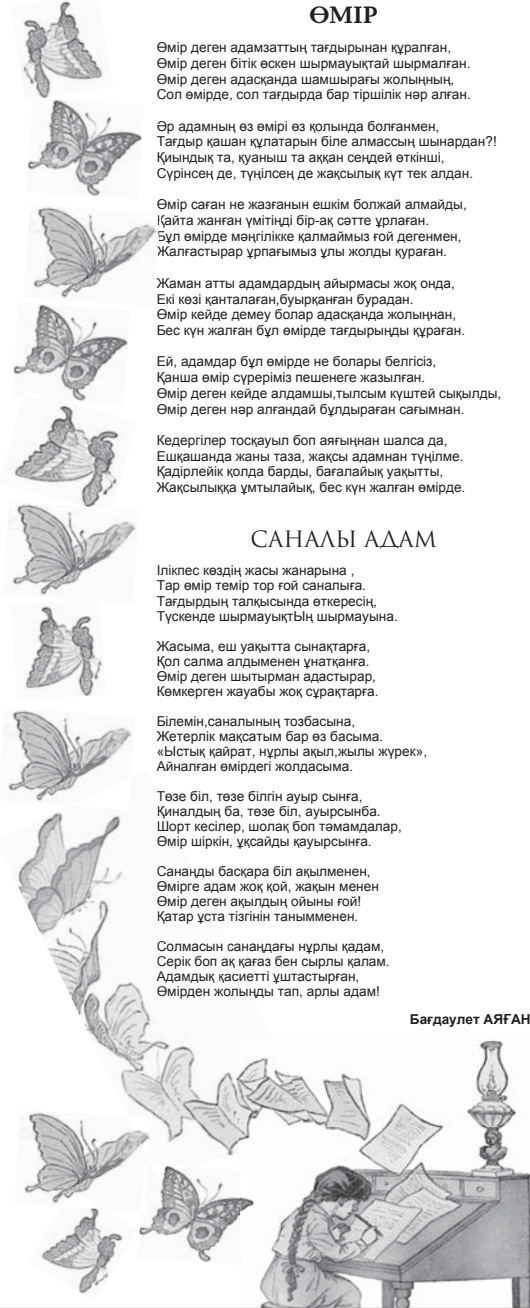 ӨМІР
Өмір деген адамзаттың тағдырынан құралған,
Өмір деген бітік өскен шырмауықтай шырмалған.
Өмір деген адасқанда шамшырағы жолыңның,
Сол өмірде, сол тағдырда бар тіршілік нәр алған.
Әр адамның өз өмірі өз қолында болғанмен,
Тағдыр қашан құлатарын біле алмассың шынардан?!
Қиындық та, қуаныш та аққан сеңдей өткінші,
Сүрінсең де, түңілсең де жақсылық күт тек алдан.
Өмір саған не жазғанын ешкім болжай алмайды,
Қайта жанған үмітіңді бір-ақ сәтте ұрлаған.
Бұл өмірде мәңгілікке қалмаймыз ғой дегенмен,
Жалғастырар ұрпағымыз ұлы жолды қураған.
Жаман атты адамдардың айырмасы жоқ онда,
Екі көзі қанталаған,буырқанған бурадан.
Өмір кейде демеу болар адасқанда жолыңнан,
Бес күн жалған бұл өмірде тағдырыңды құраған.
Ей, адамдар бұл өмірде не болары белгісіз,
Қанша өмір сүреріміз пешенеге жазылған.
Өмір деген кейде алдамшы,тылсым күштей сықылды,
Өмір деген нәр алғандай бұлдыраған сағымнан.
Кедергілер тосқауыл боп аяғыңнан шалса да,
Ешқашанда жаны таза, жақсы адамнан түңілме.
Қадірлейік қолда барды, бағалайық уақытты,
Жақсылыққа ұмтылайық, бес күн жалған өмірде.
САНАЛЫ АДАМ
Ілікпес көздің жасы жанарына ,
Тар өмір темір тор ғой саналыға.
Тағдырдың талқысында өткересің,
Түскенде шырмауықтЫң шырмауына.
Жасыма, еш уақытта сынақтарға,
Қол салма алдыменен ұнатқанға.
Өмір деген шытырман адастырар,
Көмкерген жауабы жоқ сұрақтарға.
Білемін,саналының тозбасына,
Жетерлік мақсатым бар өз басыма.
«Ыстық қайрат, нұрлы ақыл,жылы жүрек»,
Айналған өмірдегі жолдасыма.
Төзе біл, төзе білгін ауыр сынға,
Қиналдың ба, төзе біл, ауырсынба.
Шорт кесілер, шолақ боп тәмамдалар,
Өмір шіркін, ұқсайды қауырсынға.
Санаңды басқара біл ақылменен,
Өмірге адам жоқ қой, жақын менен
Өмір деген ақылдың ойыны ғой!
Қатар ұста тізгінін танымменен.
Солмасын санаңдағы нұрлы қадам,
Серік боп ақ қағаз бен сырлы қалам.
Адамдық қасиетті ұштастырған,
Өмірден жолыңды тап, арлы адам!
Бағдаулет АЯҒАН